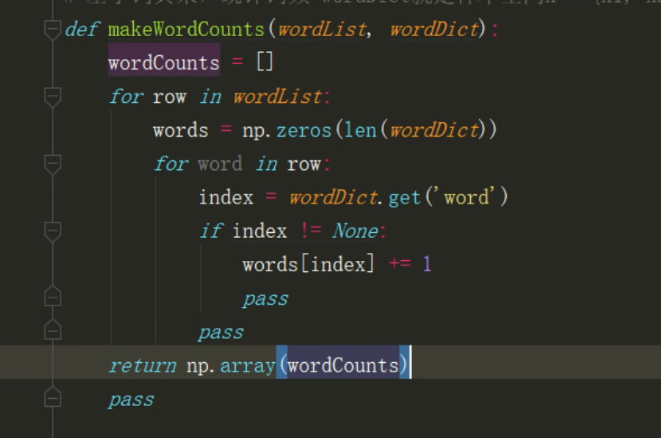 def makeWordCounts(wordList, wordDict):
    wordCounts = []
    for row in wordList:
        words = np.zeros(len(wordDict))
        for word in row:
            index = wordDict.get('word')
            if index != None:
                words[index] += 1
                pass
            pass
    return np.array(wordCounts)
    pass